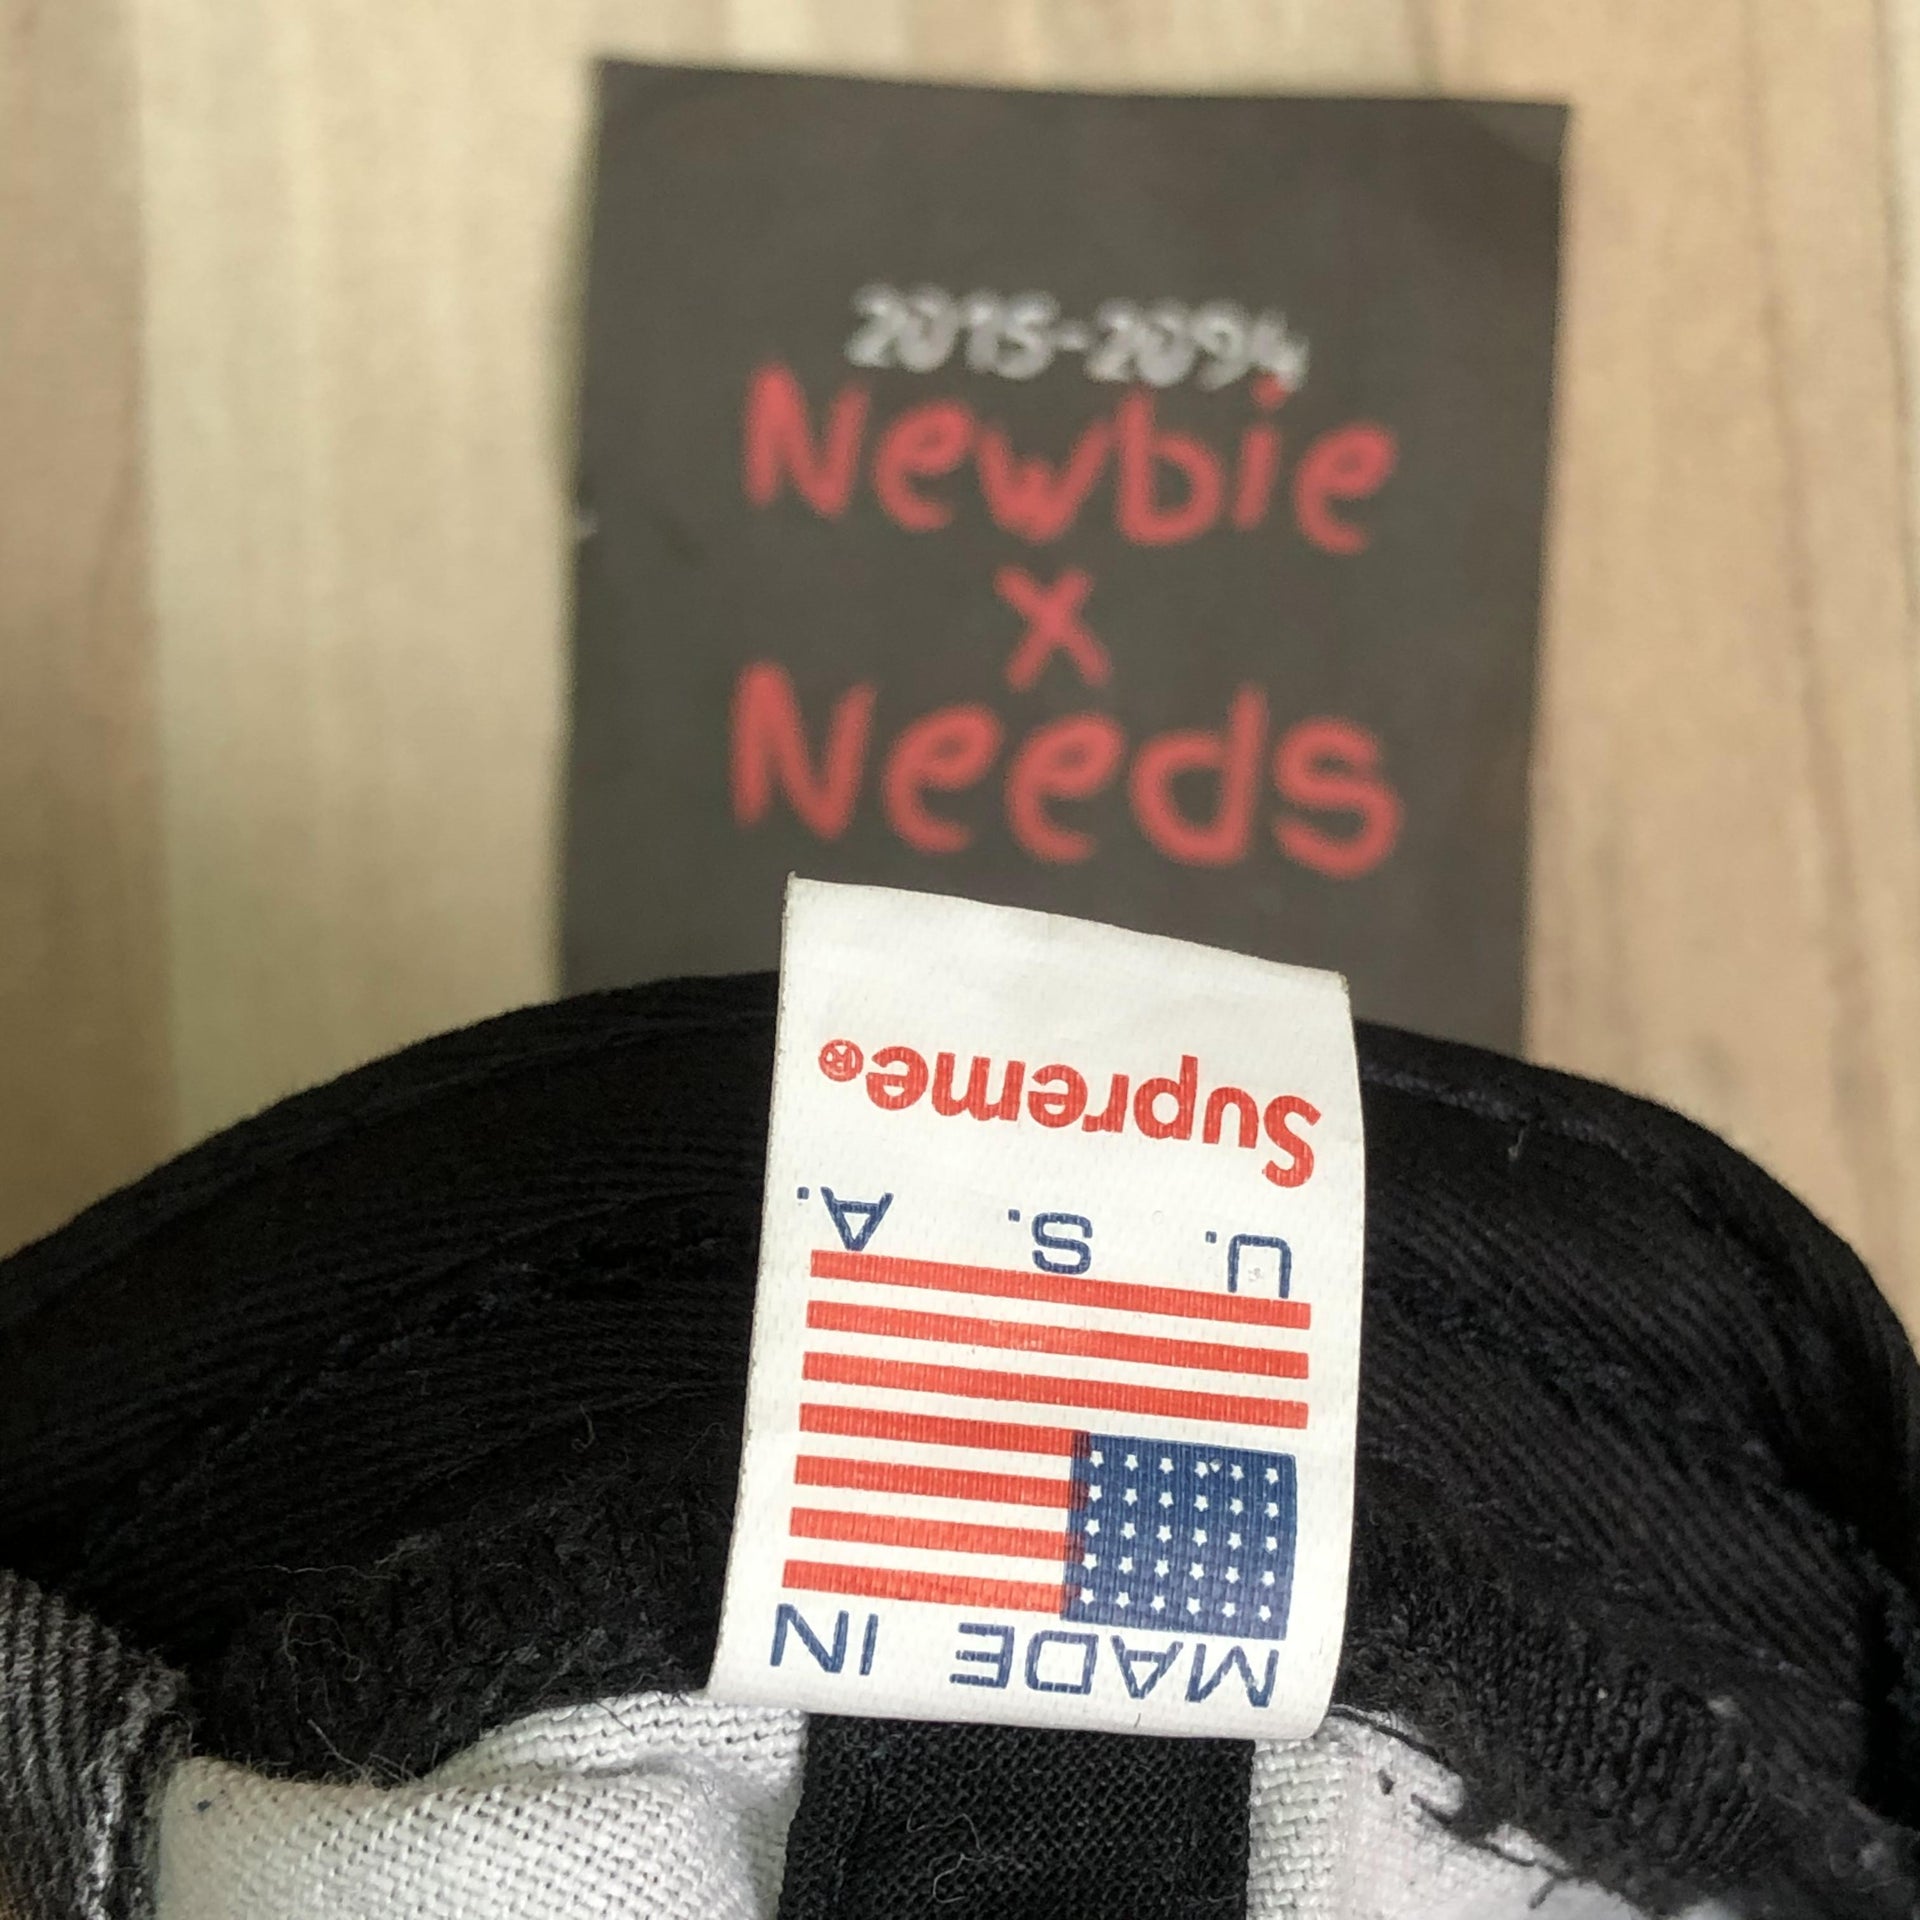 2015-2094
Newbie
x
Needs
MADE IN
U. S. A.
Supreme®